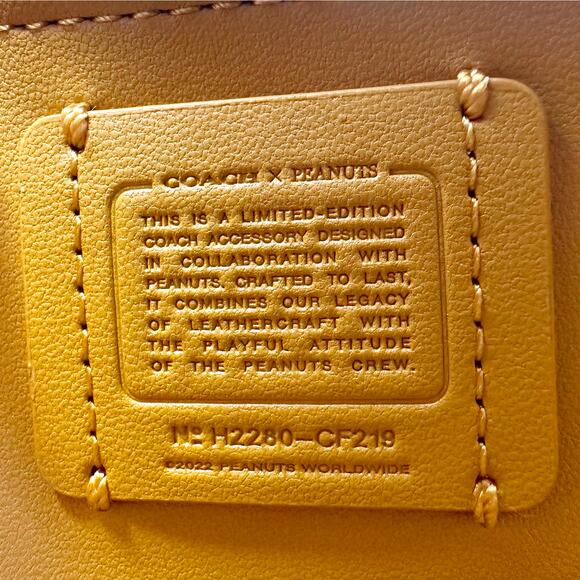 COACH X PEANUTS
THIS IS A LIMITED-EDITION
COACH ACCESSORY DESIGNED
IN COLLABORATION WITH
PEANUTS. CRAFTED TO LAST,
IT COMBINES OUR LEGACY
OF LEATHERCRAFT WITH
THE PLAYFUL ATTITUDE
OF THE PEANUTS CREW.
№ H2280-CF219
©2022 PEANUTS WORLDWIDE